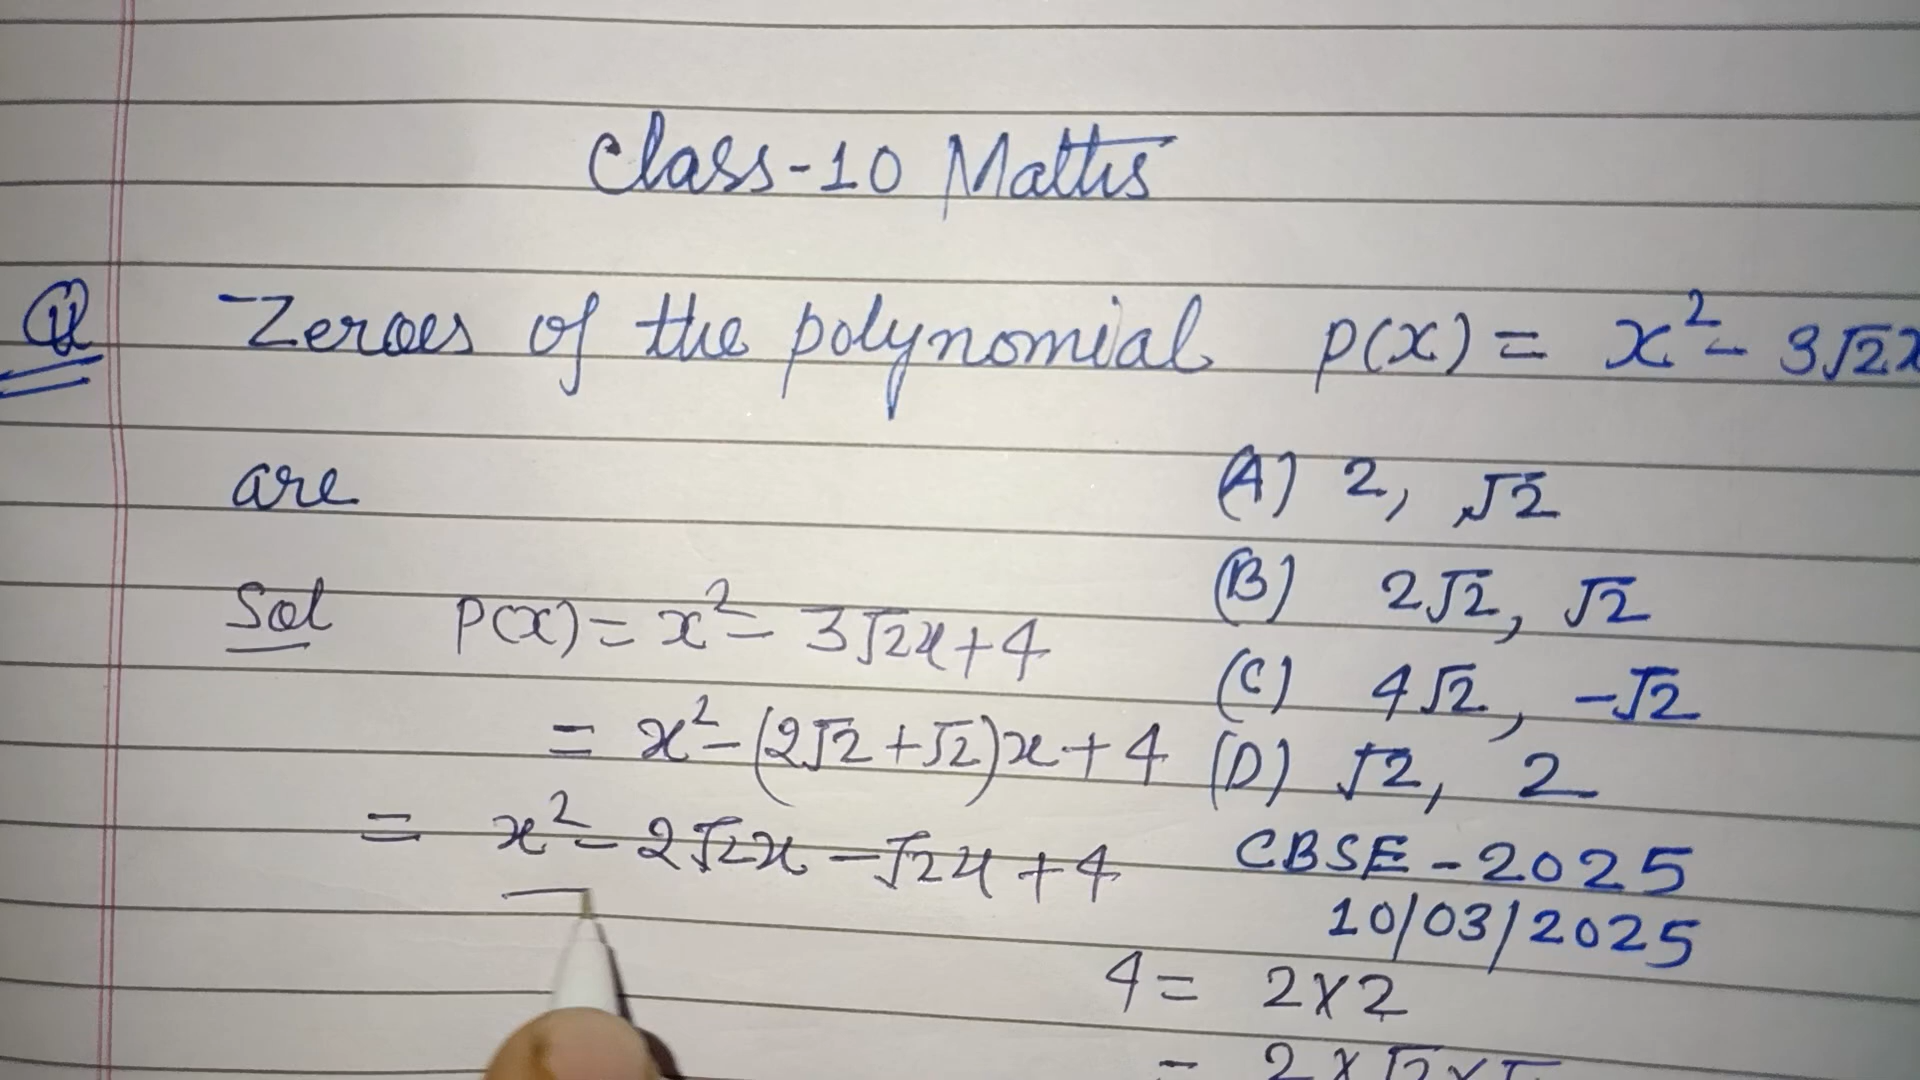 Class-10 Maths
Q Zeroes of the polynomial p(x) = x² - 3√2x
are
(A) 2, √2
(B) 2√2, √2
(C) 4√2, -√2
(D) √2, 2
CBSE - 2025
10/03/2025
Sol P(x) = x² - 3√2x + 4
= x² - (2√2 + √2)x + 4
= x² - 2√2x - √2x + 4
4 = 2 x 2
= 2 x √2 x